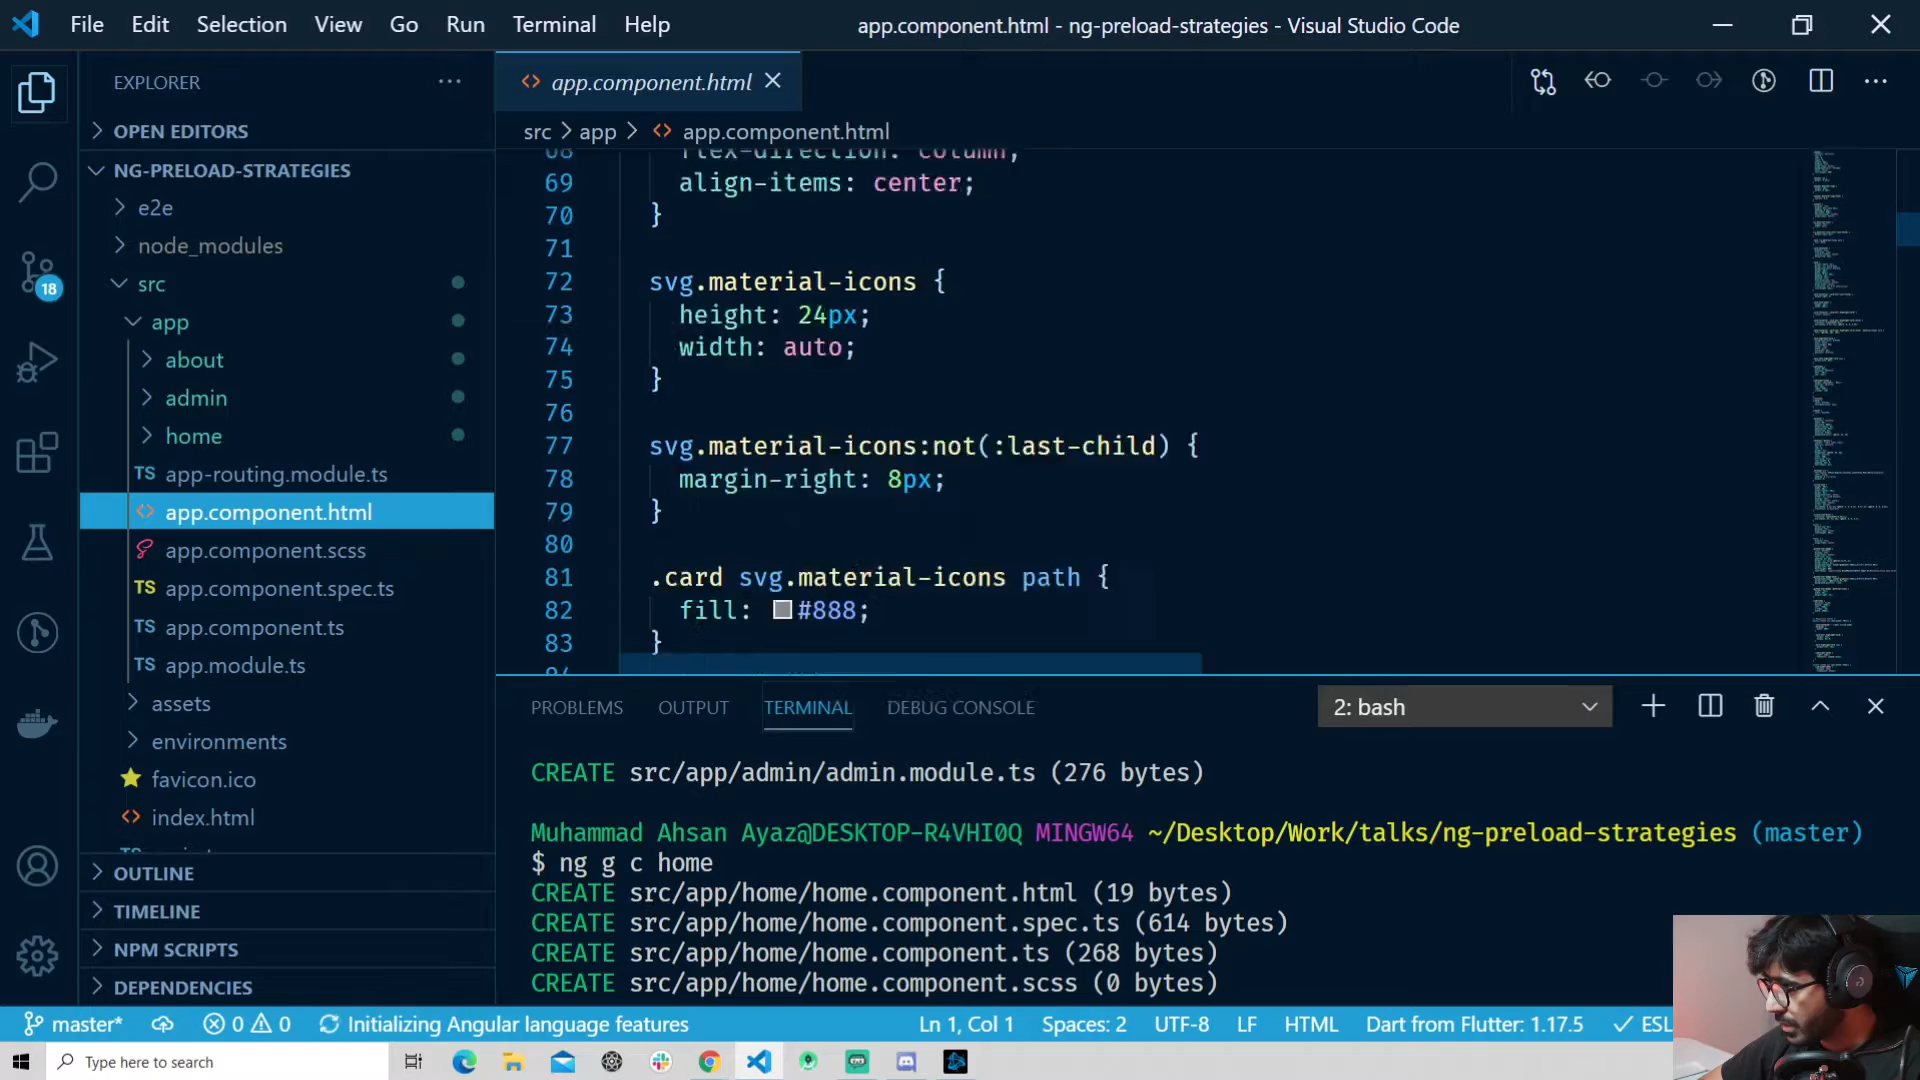 File Edit Selection View Go Run Terminal Help
app.component.html - ng-preload-strategies - Visual Studio Code
EXPLORER
OPEN EDITORS
NG-PRELOAD-STRATEGIES
e2e
node_modules
src
app
about
admin
home
TS app-routing.module.ts
app.component.html
app.component.scss
TS app.component.spec.ts
TS app.component.ts
TS app.module.ts
assets
environments
favicon.ico
index.html
OUTLINE
TIMELINE
NPM SCRIPTS
DEPENDENCIES
18
app.component.html
src > app > app.component.html
68 flex-direction: column;
69 align-items: center;
70 }
71
72 svg.material-icons {
73 height: 24px;
74 width: auto;
75 }
76
77 svg.material-icons:not(:last-child) {
78 margin-right: 8px;
79 }
80
81 .card svg.material-icons path {
82 fill: #888;
83 }
PROBLEMS OUTPUT TERMINAL DEBUG CONSOLE
2: bash
CREATE src/app/admin/admin.module.ts (276 bytes)
Muhammad Ahsan Ayaz@DESKTOP-R4VHI0Q MINGW64 ~/Desktop/Work/talks/ng-preload-strategies (master)
$ ng g c home
CREATE src/app/home/home.component.html (19 bytes)
CREATE src/app/home/home.component.spec.ts (614 bytes)
CREATE src/app/home/home.component.ts (268 bytes)
CREATE src/app/home/home.component.scss (0 bytes)
master* 0 0 Initializing Angular language features Ln 1, Col 1 Spaces: 2 UTF-8 LF HTML Dart from Flutter: 1.17.5 ESL
Type here to search